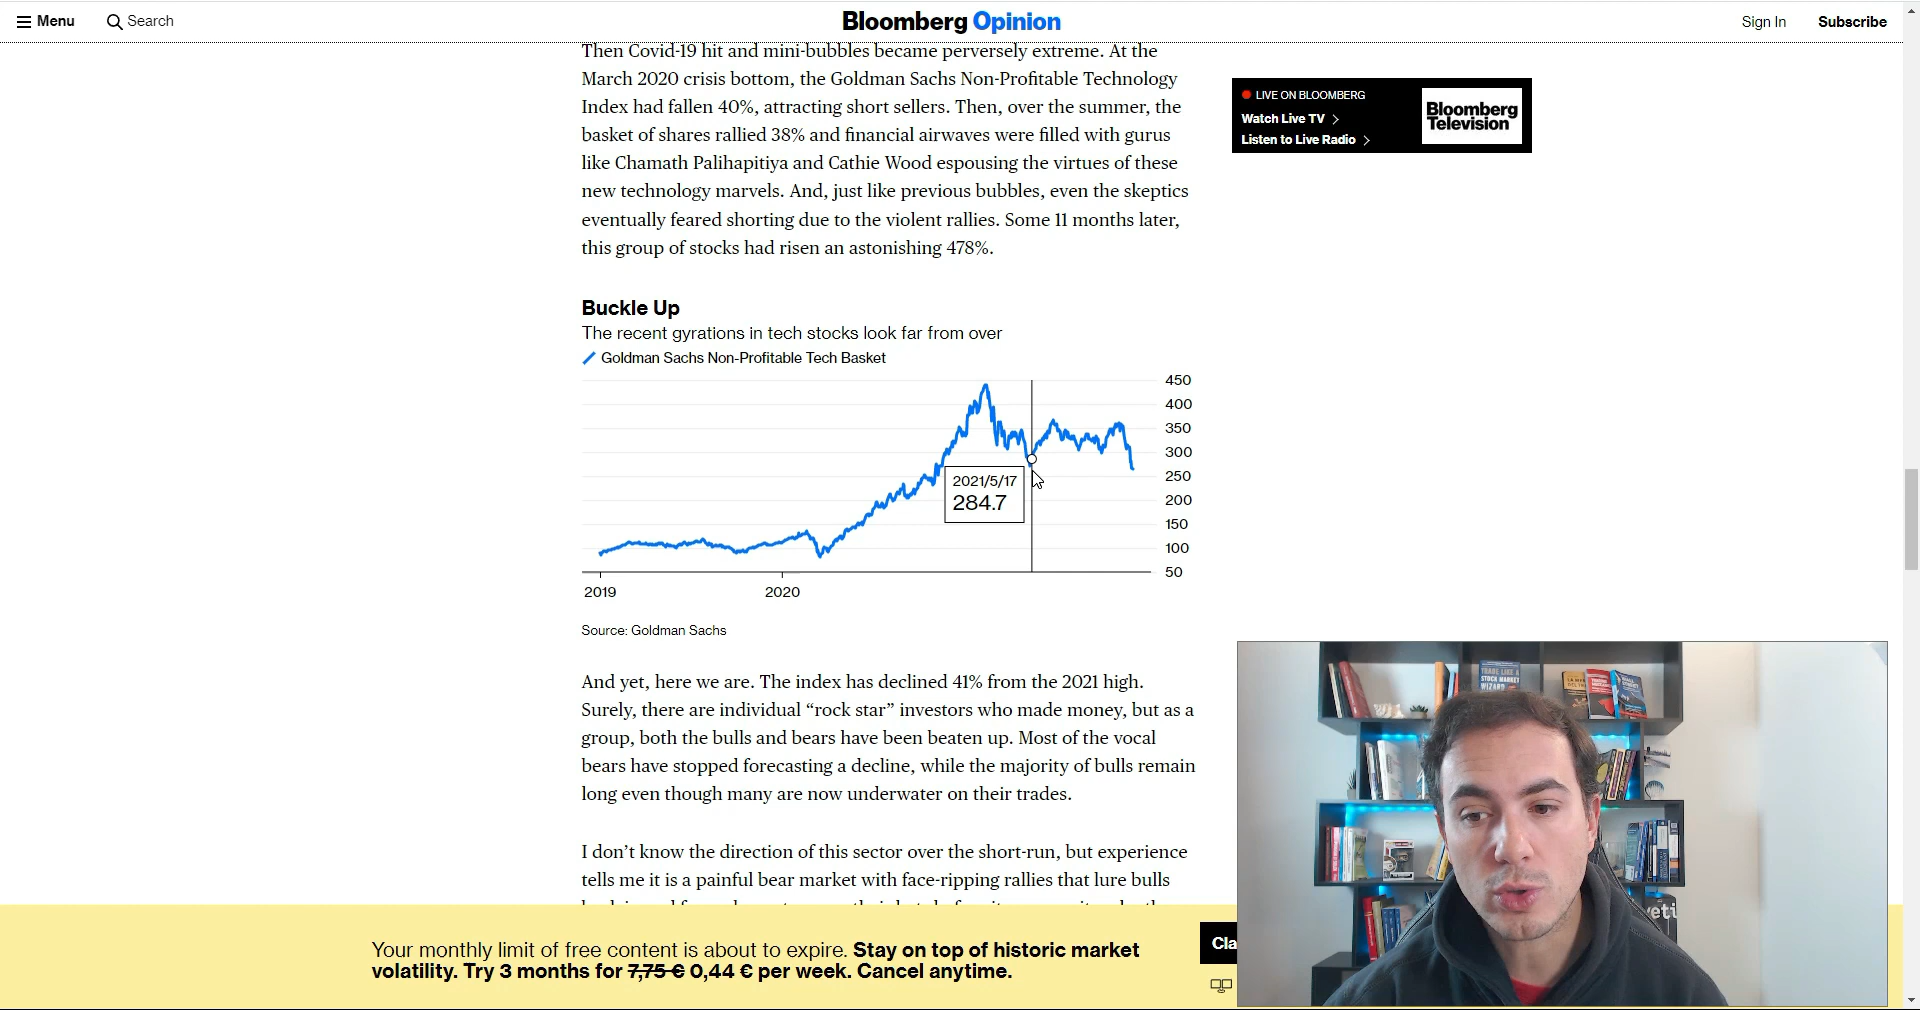 Menu
Search
Bloomberg Opinion
Sign In
Subscribe
Then Covid-19 hit and mini-bubbles became perversely extreme. At the
March 2020 crisis bottom, the Goldman Sachs Non-Profitable Technology
Index had fallen 40%, attracting short sellers. Then, over the summer, the
basket of shares rallied 38% and financial airwaves were filled with gurus
like Chamath Palihapitiya and Cathie Wood espousing the virtues of these
new technology marvels. And, just like previous bubbles, even the skeptics
eventually feared shorting due to the violent rallies. Some 11 months later,
this group of stocks had risen an astonishing 478%.
LIVE ON BLOOMBERG
Watch Live TV
Listen to Live Radio
Bloomberg
Television
Buckle Up
The recent gyrations in tech stocks look far from over
Goldman Sachs Non-Profitable Tech Basket
450
400
350
300
250
200
150
100
50
2021/5/17
284.7
2019
2020
Source: Goldman Sachs
And yet, here we are. The index has declined 41% from the 2021 high.
Surely, there are individual “rock star” investors who made money, but as a
group, both the bulls and bears have been beaten up. Most of the vocal
bears have stopped forecasting a decline, while the majority of bulls remain
long even though many are now underwater on their trades.
I don’t know the direction of this sector over the short-run, but experience
tells me it is a painful bear market with face-ripping rallies that lure bulls
Your monthly limit of free content is about to expire. Stay on top of historic market
volatility. Try 3 months for 7,75 € 0,44 € per week. Cancel anytime.
Cla
TRADE LIKE A
STOCK MARKET
WIZARD